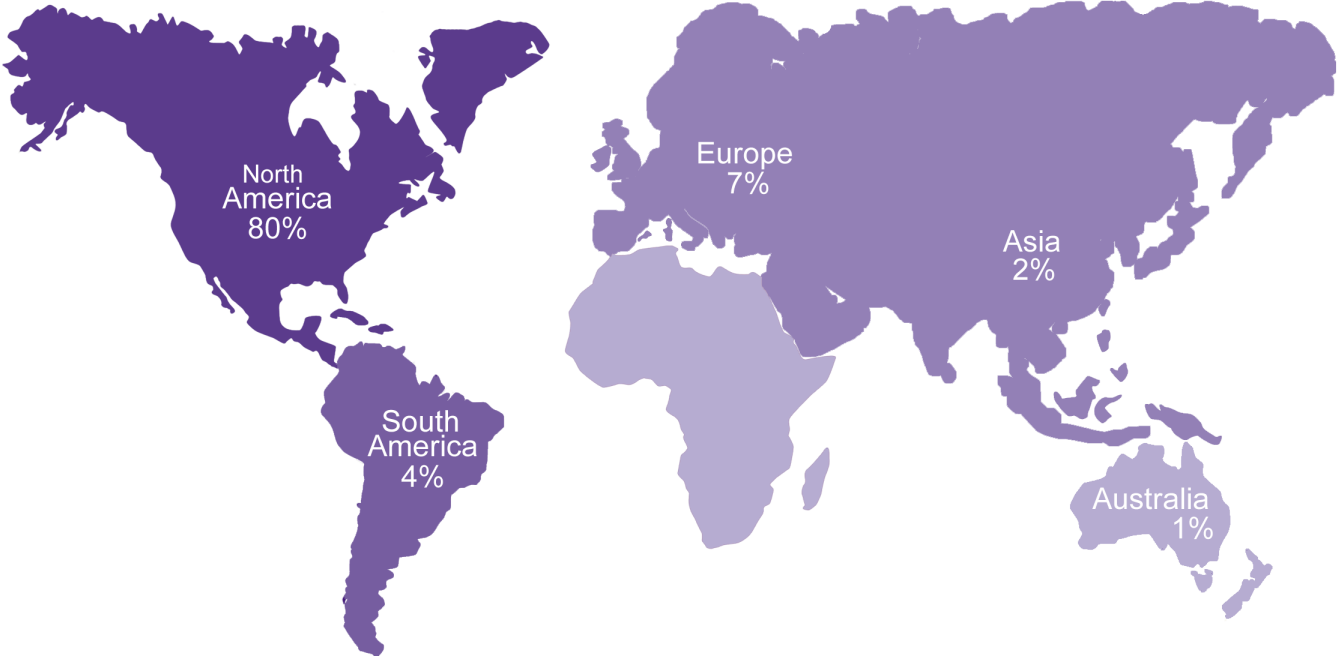 North
America
80%
South
America
4%
Europe
7%
Asia
2%
Australia
1%